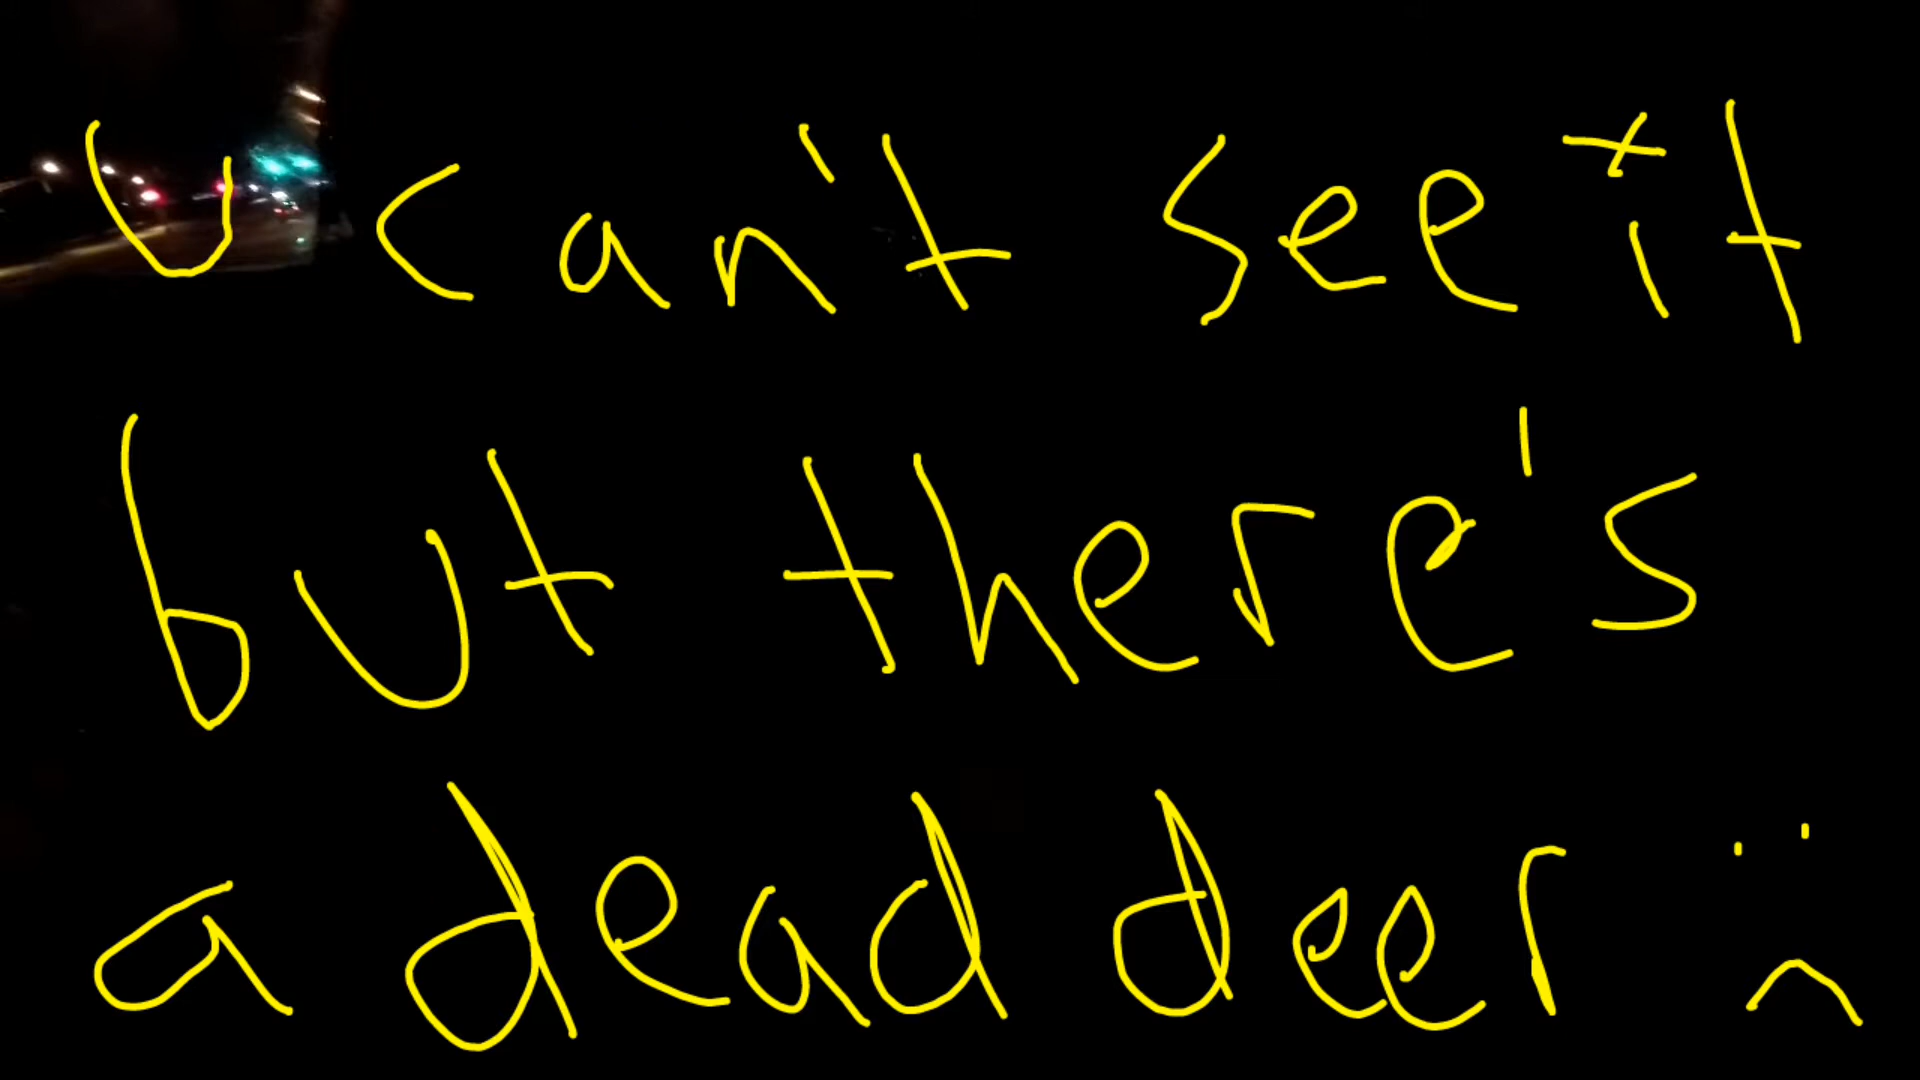 U can't see it
but there's
a dead deer :(